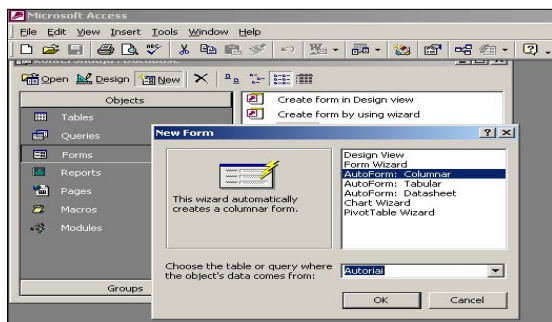 Microsoft Access
File Edit View Insert Tools Window Help
Open Design New
Objects
Tables
Queries
Forms
Reports
Pages
Macros
Modules
Groups
Create form in Design view
Create form by using wizard
New Form
This wizard automatically
creates a columnar form.
Design View
Form Wizard
AutoForm: Columnar
AutoForm: Tabular
AutoForm: Datasheet
Chart Wizard
PivotTable Wizard
Choose the table or query where
the object's data comes from:
Autorial
OK Cancel